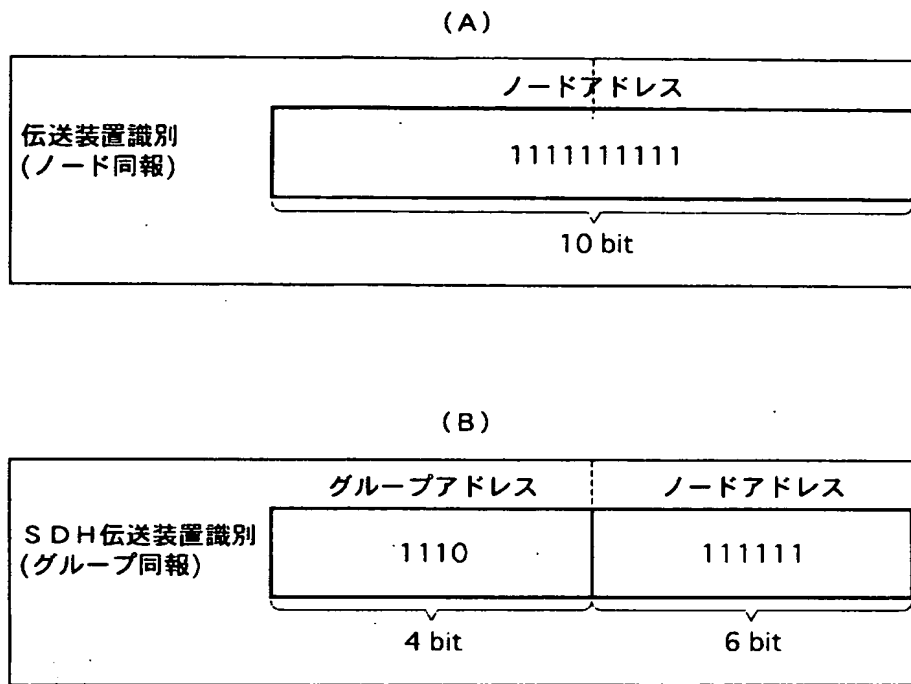 (A)
ノードアドレス
伝送装置識別
(ノード同報)
1111111111
10 bit
(B)
グループアドレス
ノードアドレス
SDH伝送装置識別
(グループ同報)
1110
111111
4 bit
6 bit